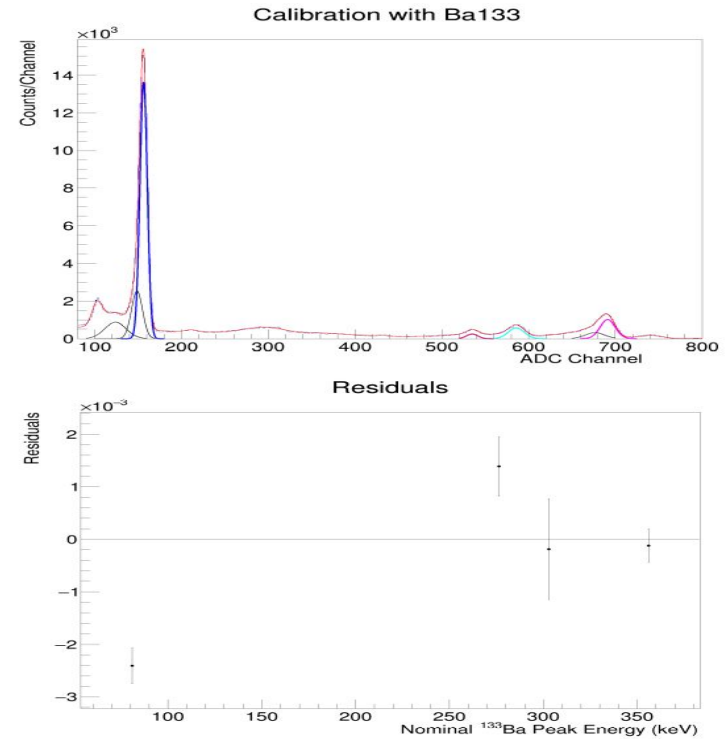 Calibration with Ba133
×10³
Counts/Channel
14
12
10
8
6
4
2
0
100 200 300 400 500 600 700 800
ADC Channel
Residuals
×10⁻³
Residuals
2
1
0
−1
−2
−3
100 150 200 250 300 350
Nominal ¹³³Ba Peak Energy (keV)